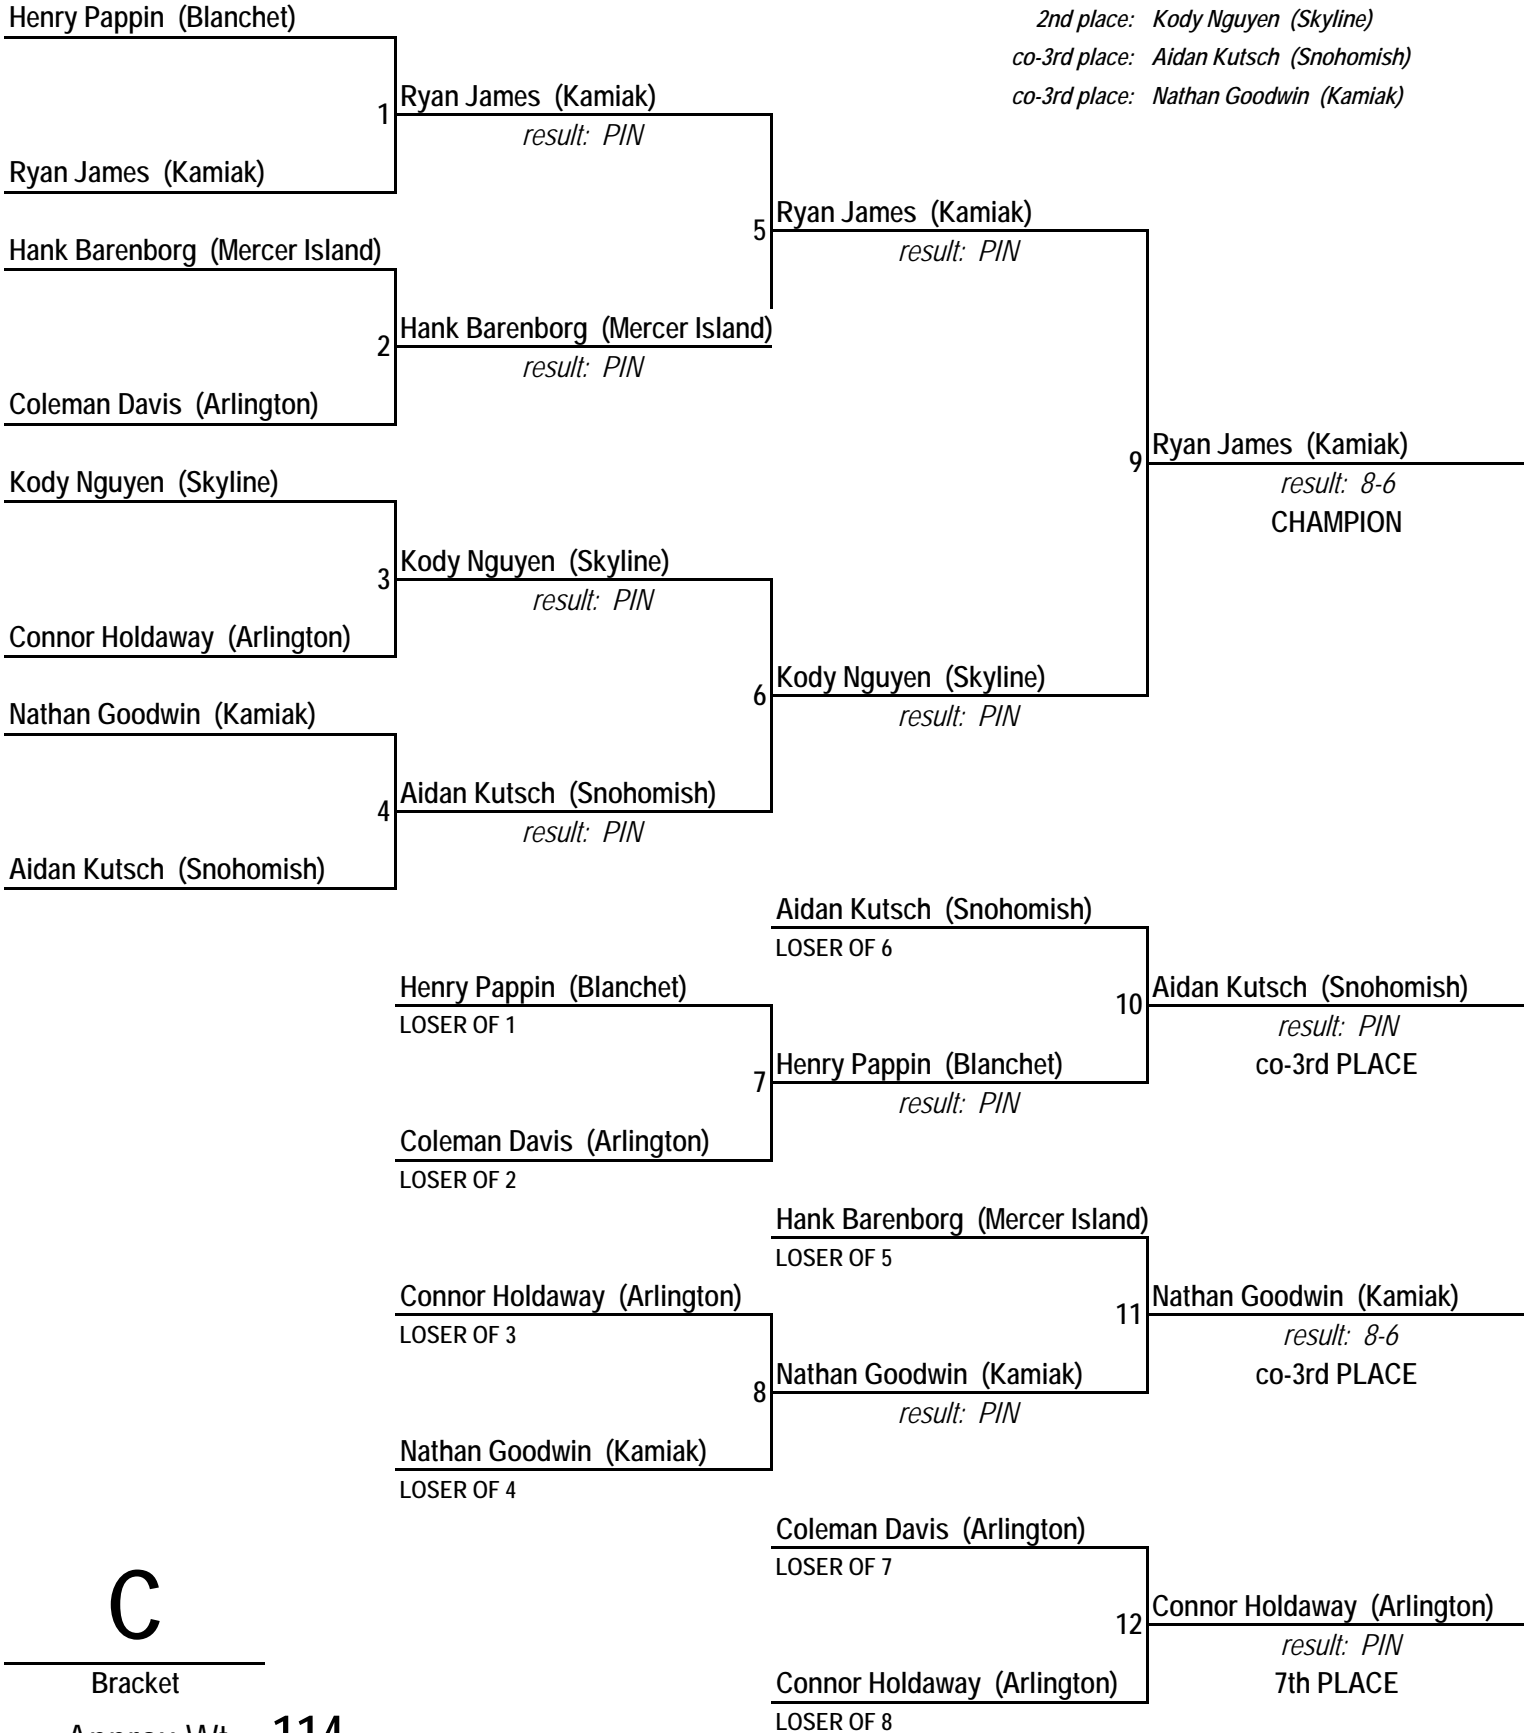 Henry Pappin (Blanchet)
2nd place: Kody Nguyen (Skyline)
co-3rd place: Aidan Kutsch (Snohomish)
co-3rd place: Nathan Goodwin (Kamiak)
1
Ryan James (Kamiak)
result: PIN
Ryan James (Kamiak)
5
Ryan James (Kamiak)
result: PIN
Hank Barenborg (Mercer Island)
2
Hank Barenborg (Mercer Island)
result: PIN
Coleman Davis (Arlington)
9
Ryan James (Kamiak)
result: 8-6
CHAMPION
Kody Nguyen (Skyline)
3
Kody Nguyen (Skyline)
result: PIN
Connor Holdaway (Arlington)
6
Kody Nguyen (Skyline)
result: PIN
Nathan Goodwin (Kamiak)
4
Aidan Kutsch (Snohomish)
result: PIN
Aidan Kutsch (Snohomish)
Aidan Kutsch (Snohomish)
LOSER OF 6
Henry Pappin (Blanchet)
LOSER OF 1
10
Aidan Kutsch (Snohomish)
result: PIN
co-3rd PLACE
7
Henry Pappin (Blanchet)
result: PIN
Coleman Davis (Arlington)
LOSER OF 2
Hank Barenborg (Mercer Island)
LOSER OF 5
Connor Holdaway (Arlington)
LOSER OF 3
11
Nathan Goodwin (Kamiak)
result: 8-6
co-3rd PLACE
8
Nathan Goodwin (Kamiak)
result: PIN
Nathan Goodwin (Kamiak)
LOSER OF 4
Coleman Davis (Arlington)
LOSER OF 7
C
Bracket
12
Connor Holdaway (Arlington)
result: PIN
7th PLACE
Connor Holdaway (Arlington)
LOSER OF 8
Approx Wt 114